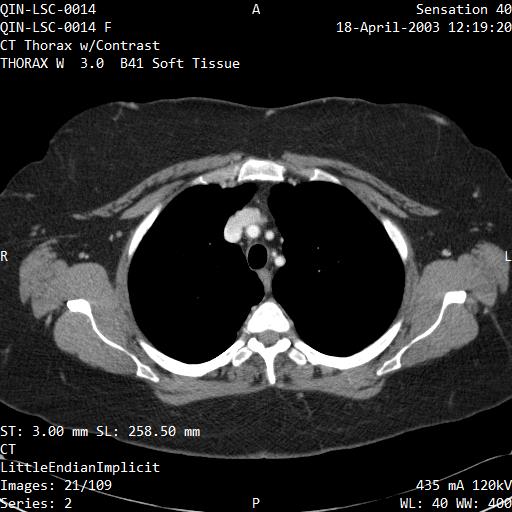 QIN-LSC-0014 A Sensation 40
QIN-LSC-0014 F 18-April-2003 12:19:20
CT Thorax w/Contrast
THORAX W 3.0 B41 Soft Tissue
R L
ST: 3.00 mm SL: 258.50 mm
CT
LittleEndianImplicit
Images: 21/109 435 mA 120kV
Series: 2 P WL: 40 WW: 400